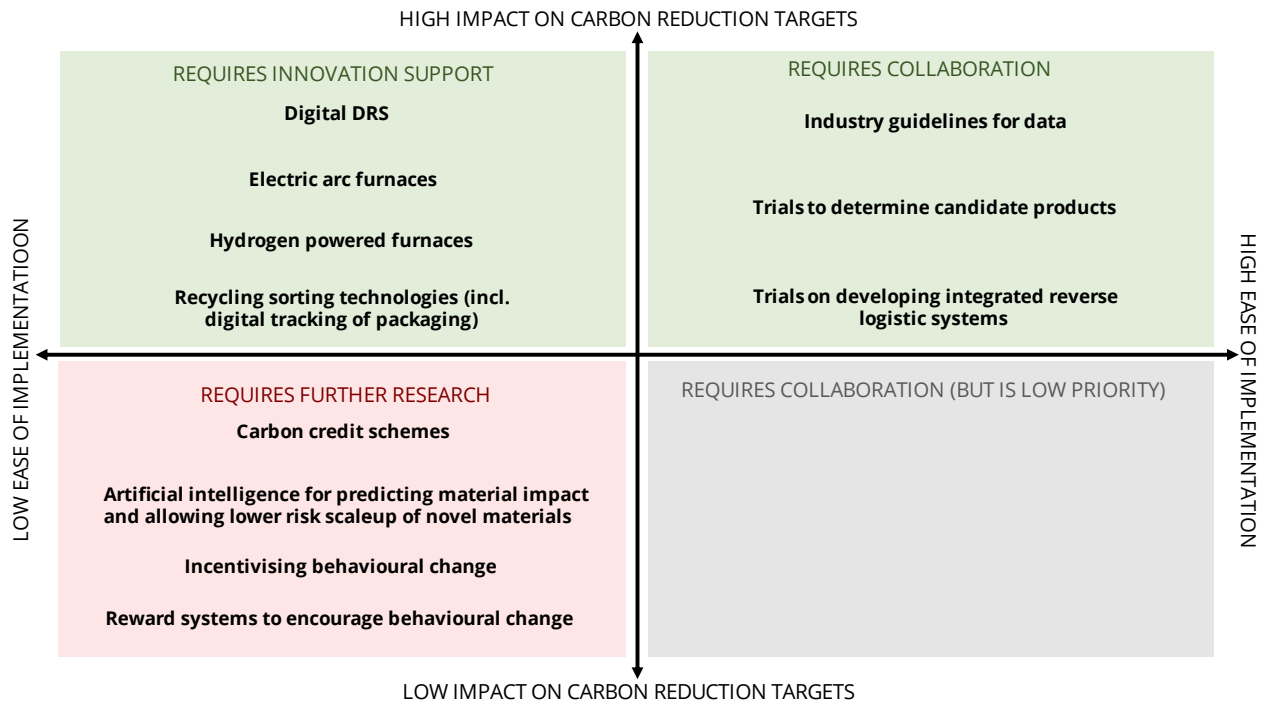 HIGH IMPACT ON CARBON REDUCTION TARGETS
REQUIRES INNOVATION SUPPORT
Digital DRS
Electric arc furnaces
Hydrogen powered furnaces
Recycling sorting technologies (incl.
digital tracking of packaging)
REQUIRES COLLABORATION
Industry guidelines for data
Trials to determine candidate products
Trials on developing integrated reverse
logistic systems
LOW EASE OF IMPLEMENTATIOON
HIGH EASE OF IMPLEMENTATION
REQUIRES FURTHER RESEARCH
Carbon credit schemes
Artificial intelligence for predicting material impact
and allowing lower risk scaleup of novel materials
Incentivising behavioural change
Reward systems to encourage behavioural change
REQUIRES COLLABORATION (BUT IS LOW PRIORITY)
LOW IMPACT ON CARBON REDUCTION TARGETS